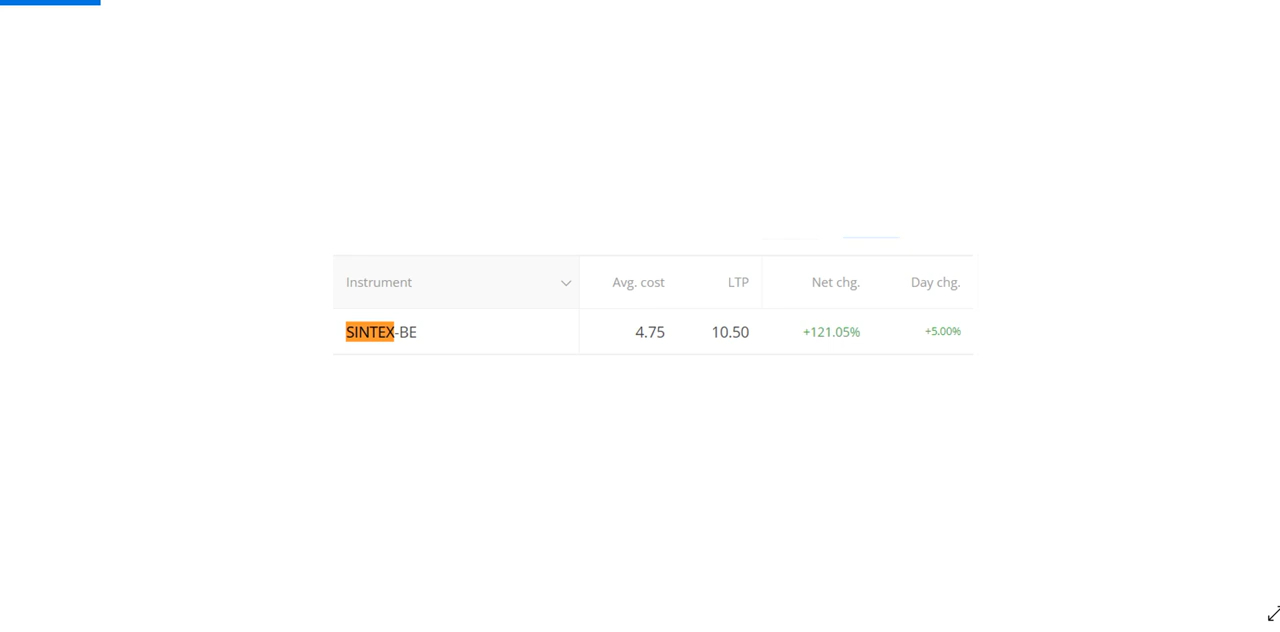 Instrument Avg. cost LTP Net chg. Day chg.
SINTEX-BE 4.75 10.50 +121.05% +5.00%